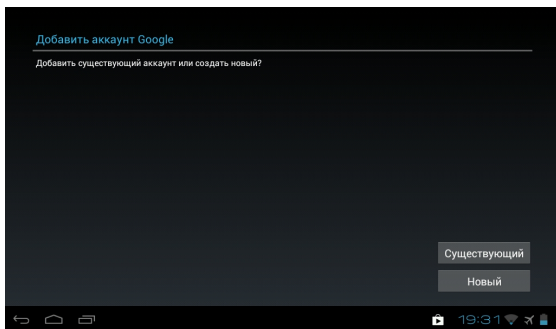 Добавить аккаунт Google
Добавить существующий аккаунт или создать новый?
Существующий
Новый
19:31